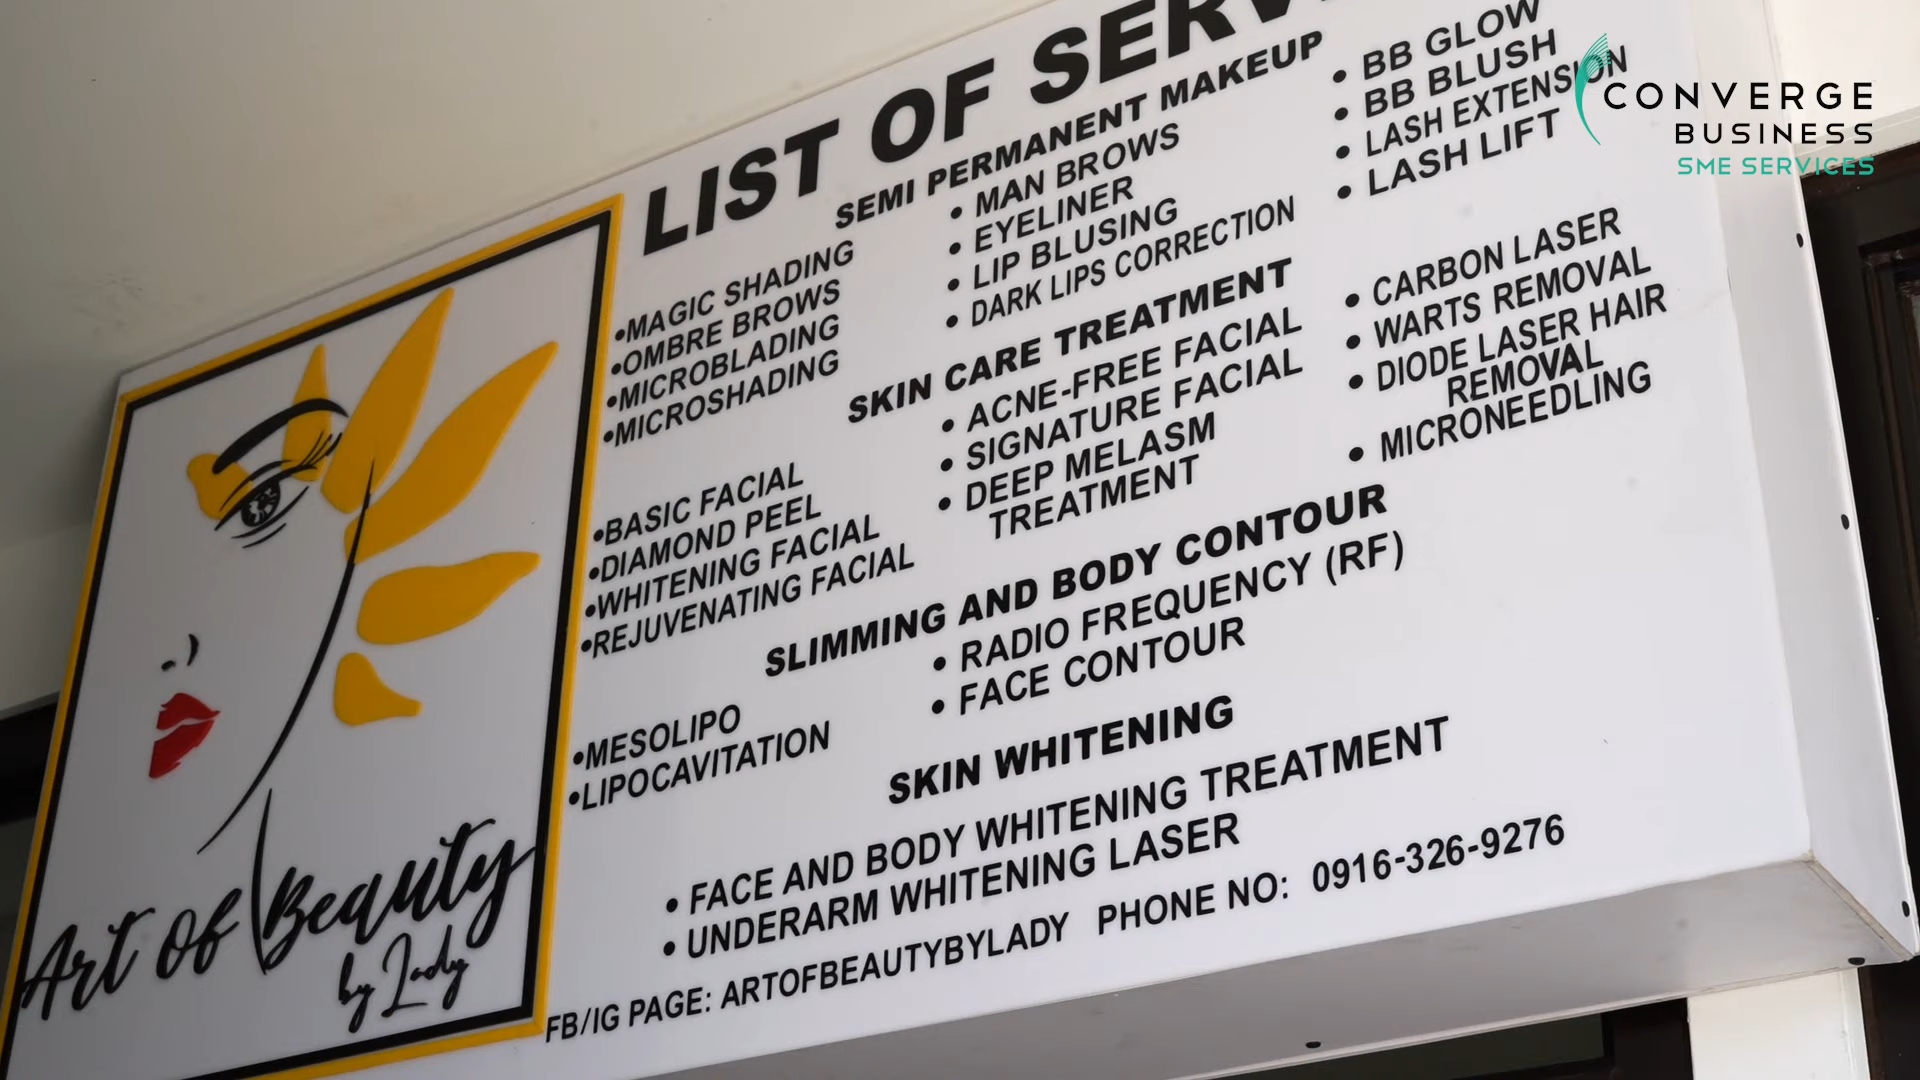 LIST OF SERV
SEMI PERMANENT MAKEUP
•MAGIC SHADING
•OMBRE BROWS
•MICROBLADING
•MICROSHADING
• MAN BROWS
• EYELINER
• LIP BLUSING
• DARK LIPS CORRECTION
• BB GLOW
• BB BLUSH
• LASH EXTENSION
• LASH LIFT
SKIN CARE TREATMENT
•BASIC FACIAL
•DIAMOND PEEL
•WHITENING FACIAL
•REJUVENATING FACIAL
• ACNE-FREE FACIAL
• SIGNATURE FACIAL
• DEEP MELASM
TREATMENT
• CARBON LASER
• WARTS REMOVAL
• DIODE LASER HAIR
REMOVAL
• MICRONEEDLING
SLIMMING AND BODY CONTOUR
•MESOLIPO
•LIPOCAVITATION
• RADIO FREQUENCY (RF)
• FACE CONTOUR
SKIN WHITENING
• FACE AND BODY WHITENING TREATMENT
• UNDERARM WHITENING LASER
FB/IG PAGE: ARTOFBEAUTYBYLADY PHONE NO: 0916-326-9276
Art of Beauty
by Lady
CONVERGE
BUSINESS
SME SERVICES